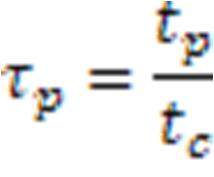 τ_p = t_p / t_c